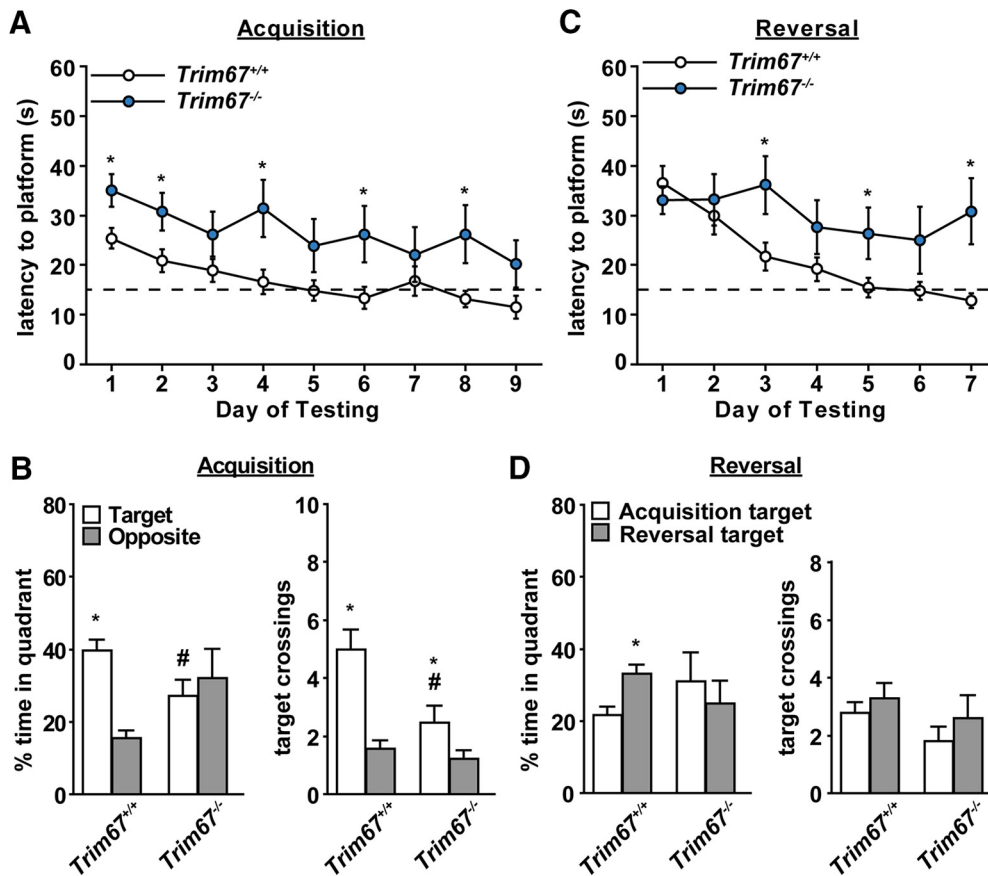 A
Acquisition
Trim67+/+
Trim67-/-
latency to platform (s)
60
50
40
30
20
10
0
* * * * *
1 2 3 4 5 6 7 8 9
Day of Testing
C
Reversal
Trim67+/+
Trim67-/-
latency to platform (s)
60
50
40
30
20
10
0
* * *
1 2 3 4 5 6 7
Day of Testing
B
Acquisition
Target
Opposite
% time in quadrant
80
60
40
20
0
* #
Trim67+/+ Trim67-/-
target crossings
10
8
6
4
2
0
* *
#
Trim67+/+ Trim67-/-
D
Reversal
Acquisition target
Reversal target
% time in quadrant
80
60
40
20
0
*
Trim67+/+ Trim67-/-
target crossings
8
6
4
2
0
Trim67+/+ Trim67-/-